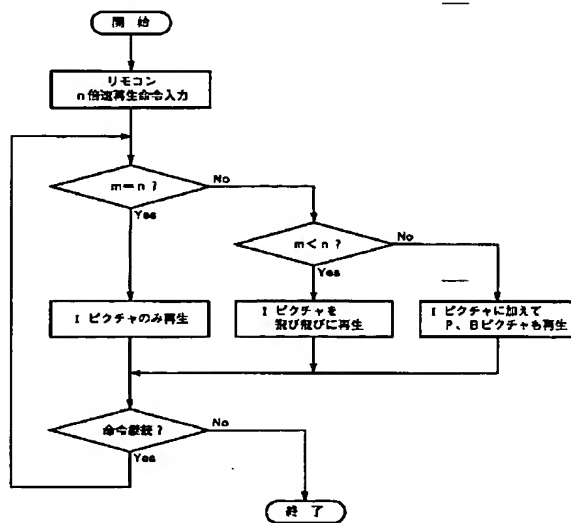 開始
リモコン
n倍速再生命令入力
m=n ?
No
Yes
m<n ?
No
Yes
I ピクチャのみ再生
I ピクチャを
飛び飛びに再生
I ピクチャに加えて
P、Bピクチャも再生
命令継続?
No
Yes
終了